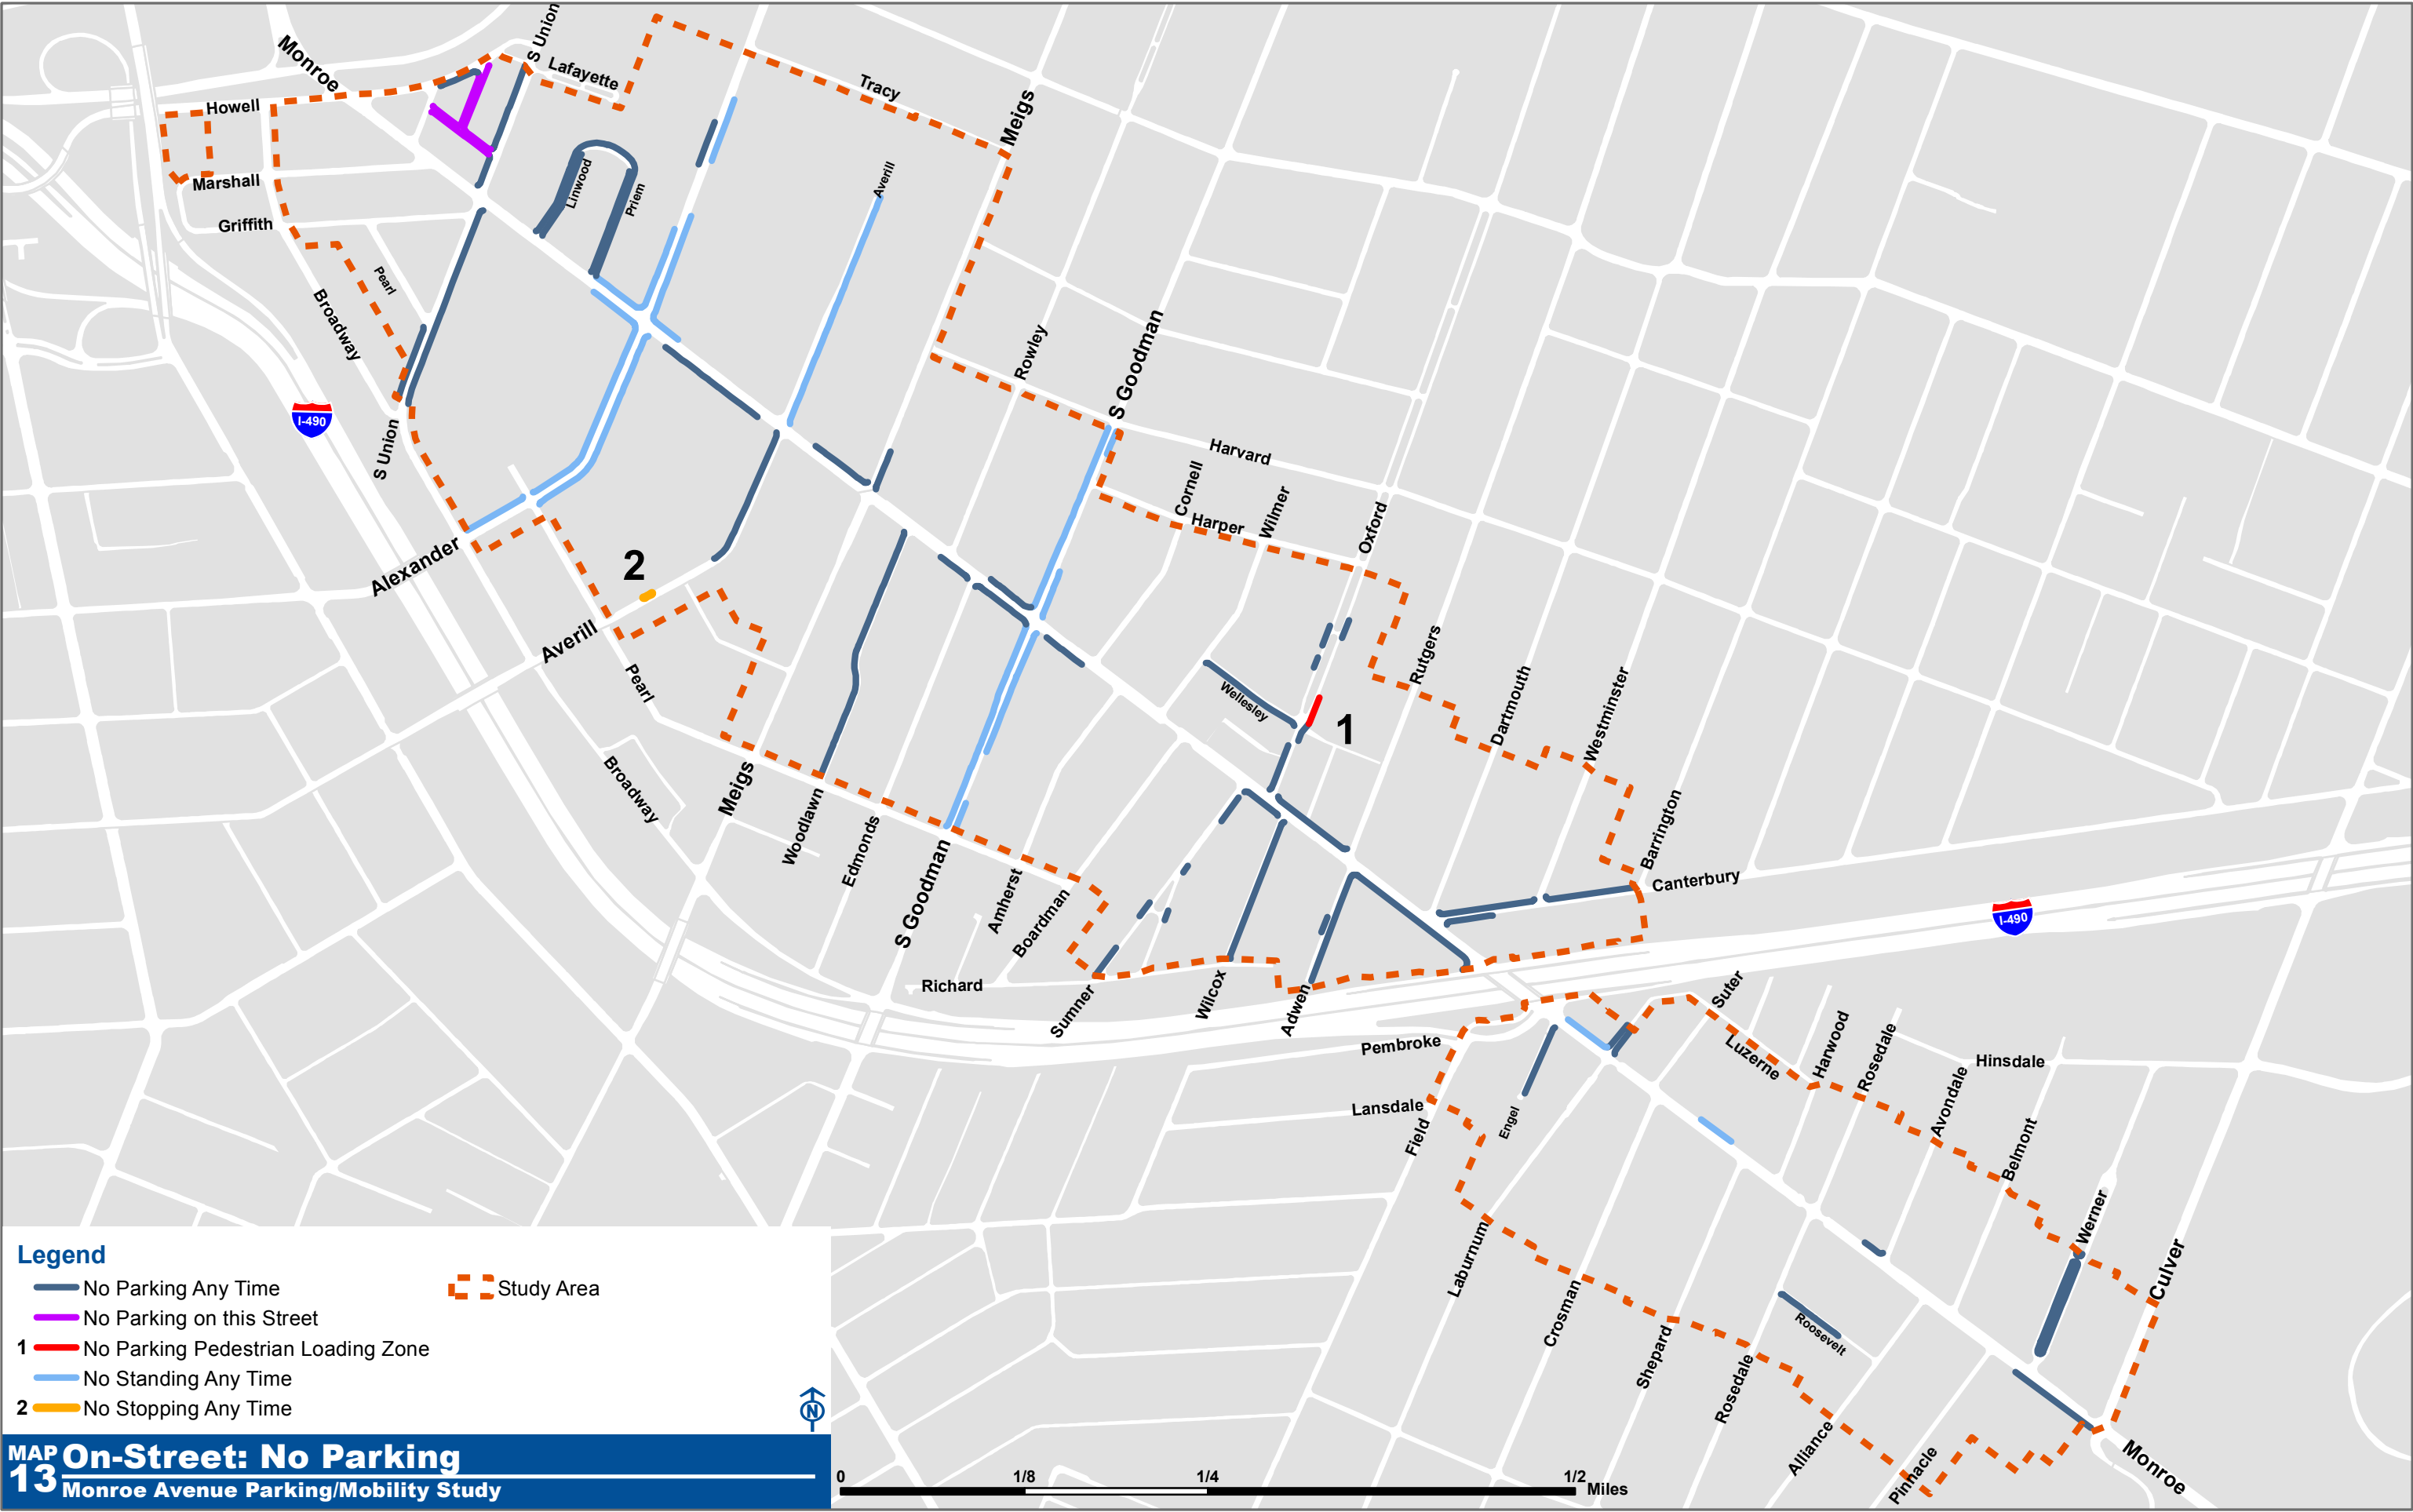 Monroe
S Union
Lafayette
Howell
Marshall
Griffith
Pearl
Broadway
I-490
S Union
Linwood
Priem
Averill
Tracy
Meigs
Rowley
S Goodman
Harvard
Cornell
Harper
Wilmer
Oxford
Alexander
2
Averill
Pearl
Broadway
Meigs
Woodlawn
Edmonds
S Goodman
Amherst
Boardman
Richard
Wellesley
1
Rutgers
Dartmouth
Westminster
Barrington
Canterbury
I-490
Sumner
Wilcox
Adwen
Pembroke
Lansdale
Field
Engel
Suter
Luzerne
Harwood
Rosedale
Hinsdale
Avondale
Belmont
Werner
Culver
Laburnum
Crosman
Shepard
Rosedale
Roosevelt
Alliance
Pinnacle
Monroe
Legend
No Parking Any Time
No Parking on this Street
1 No Parking Pedestrian Loading Zone
No Standing Any Time
2 No Stopping Any Time
Study Area
N
MAP 13
On-Street: No Parking
Monroe Avenue Parking/Mobility Study
0 1/8 1/4 1/2 Miles